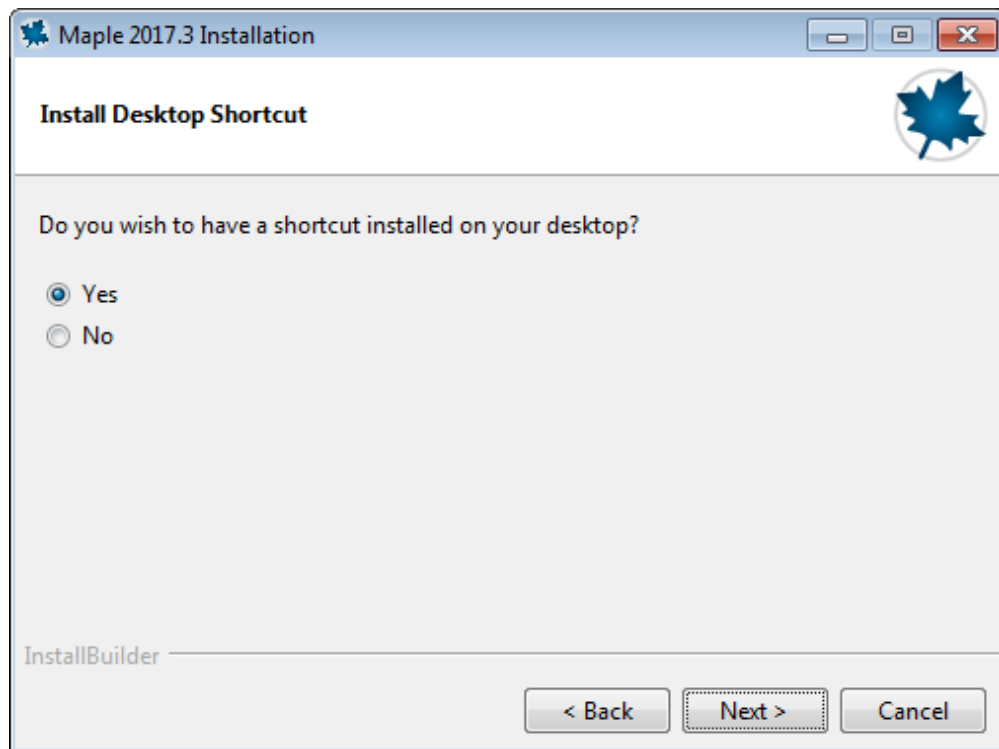 Maple 2017.3 Installation
Install Desktop Shortcut
Do you wish to have a shortcut installed on your desktop?
Yes
No
InstallBuilder
< Back Next > Cancel